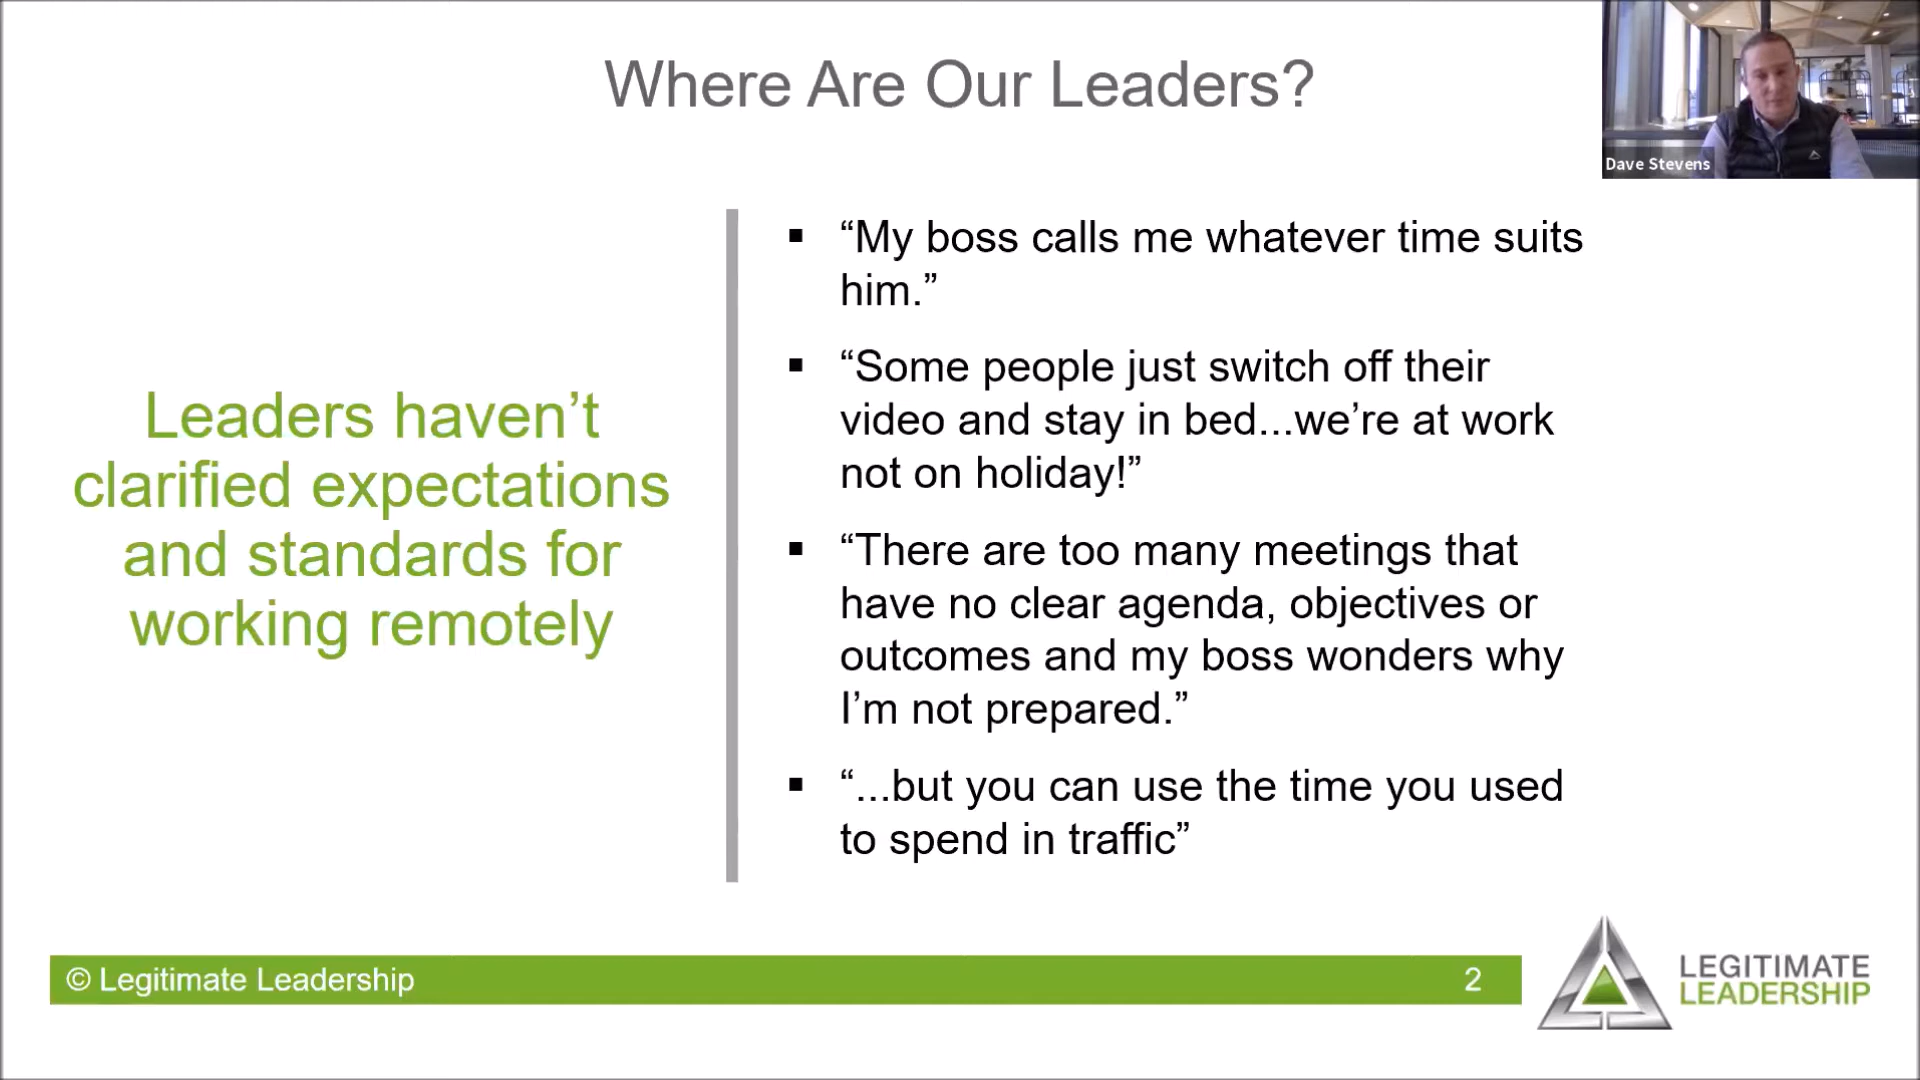 Where Are Our Leaders?
Dave Stevens
Leaders haven’t
clarified expectations
and standards for
working remotely
▪ “My boss calls me whatever time suits
him.”
▪ “Some people just switch off their
video and stay in bed...we’re at work
not on holiday!”
▪ “There are too many meetings that
have no clear agenda, objectives or
outcomes and my boss wonders why
I’m not prepared.”
▪ “...but you can use the time you used
to spend in traffic”
© Legitimate Leadership
2
LEGITIMATE
LEADERSHIP